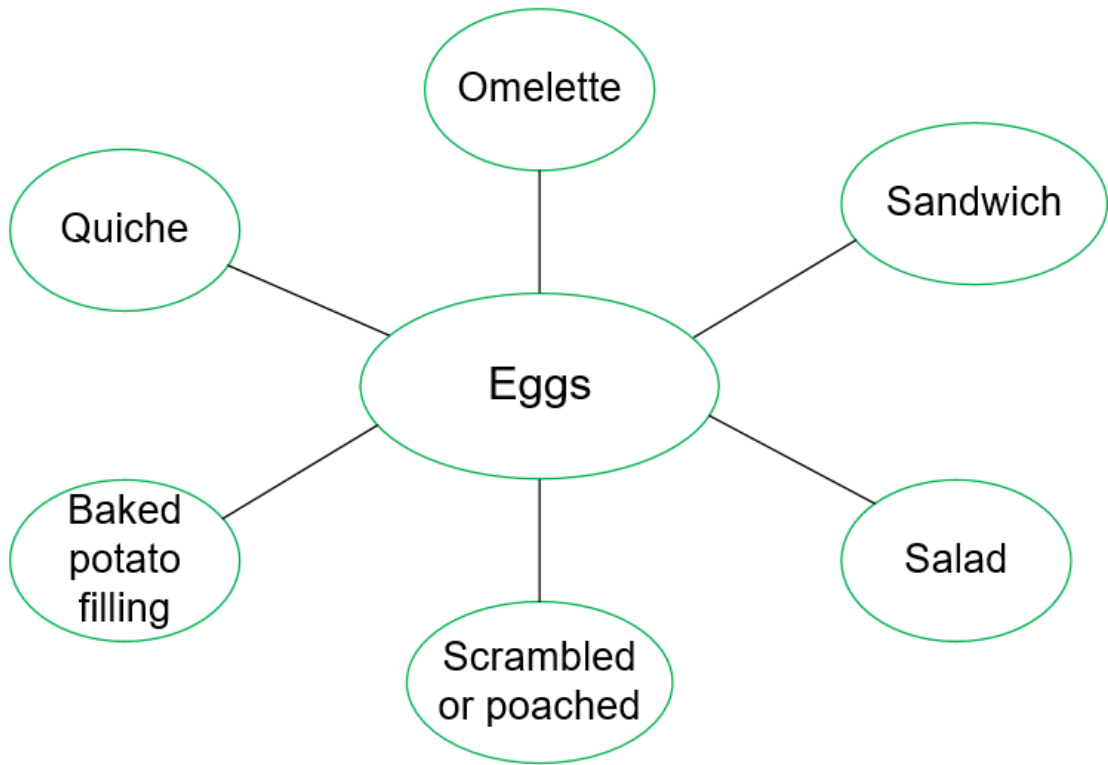 Omelette
Sandwich
Quiche
Eggs
Baked
potato
filling
Salad
Scrambled
or poached